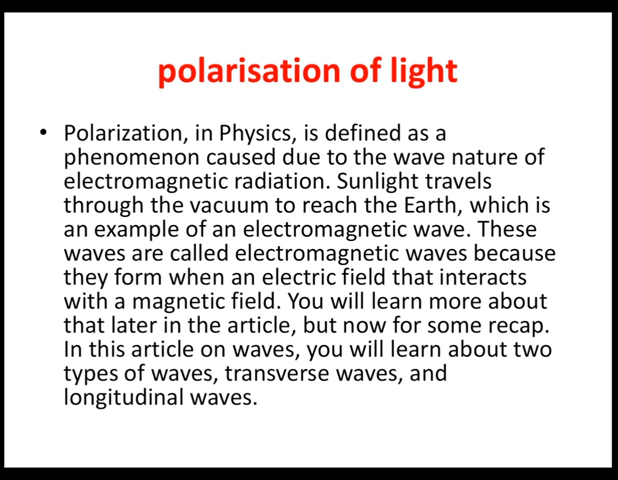 polarisation of light
• Polarization, in Physics, is defined as a
phenomenon caused due to the wave nature of
electromagnetic radiation. Sunlight travels
through the vacuum to reach the Earth, which is
an example of an electromagnetic wave. These
waves are called electromagnetic waves because
they form when an electric field that interacts
with a magnetic field. You will learn more about
that later in the article, but now for some recap.
In this article on waves, you will learn about two
types of waves, transverse waves, and
longitudinal waves.